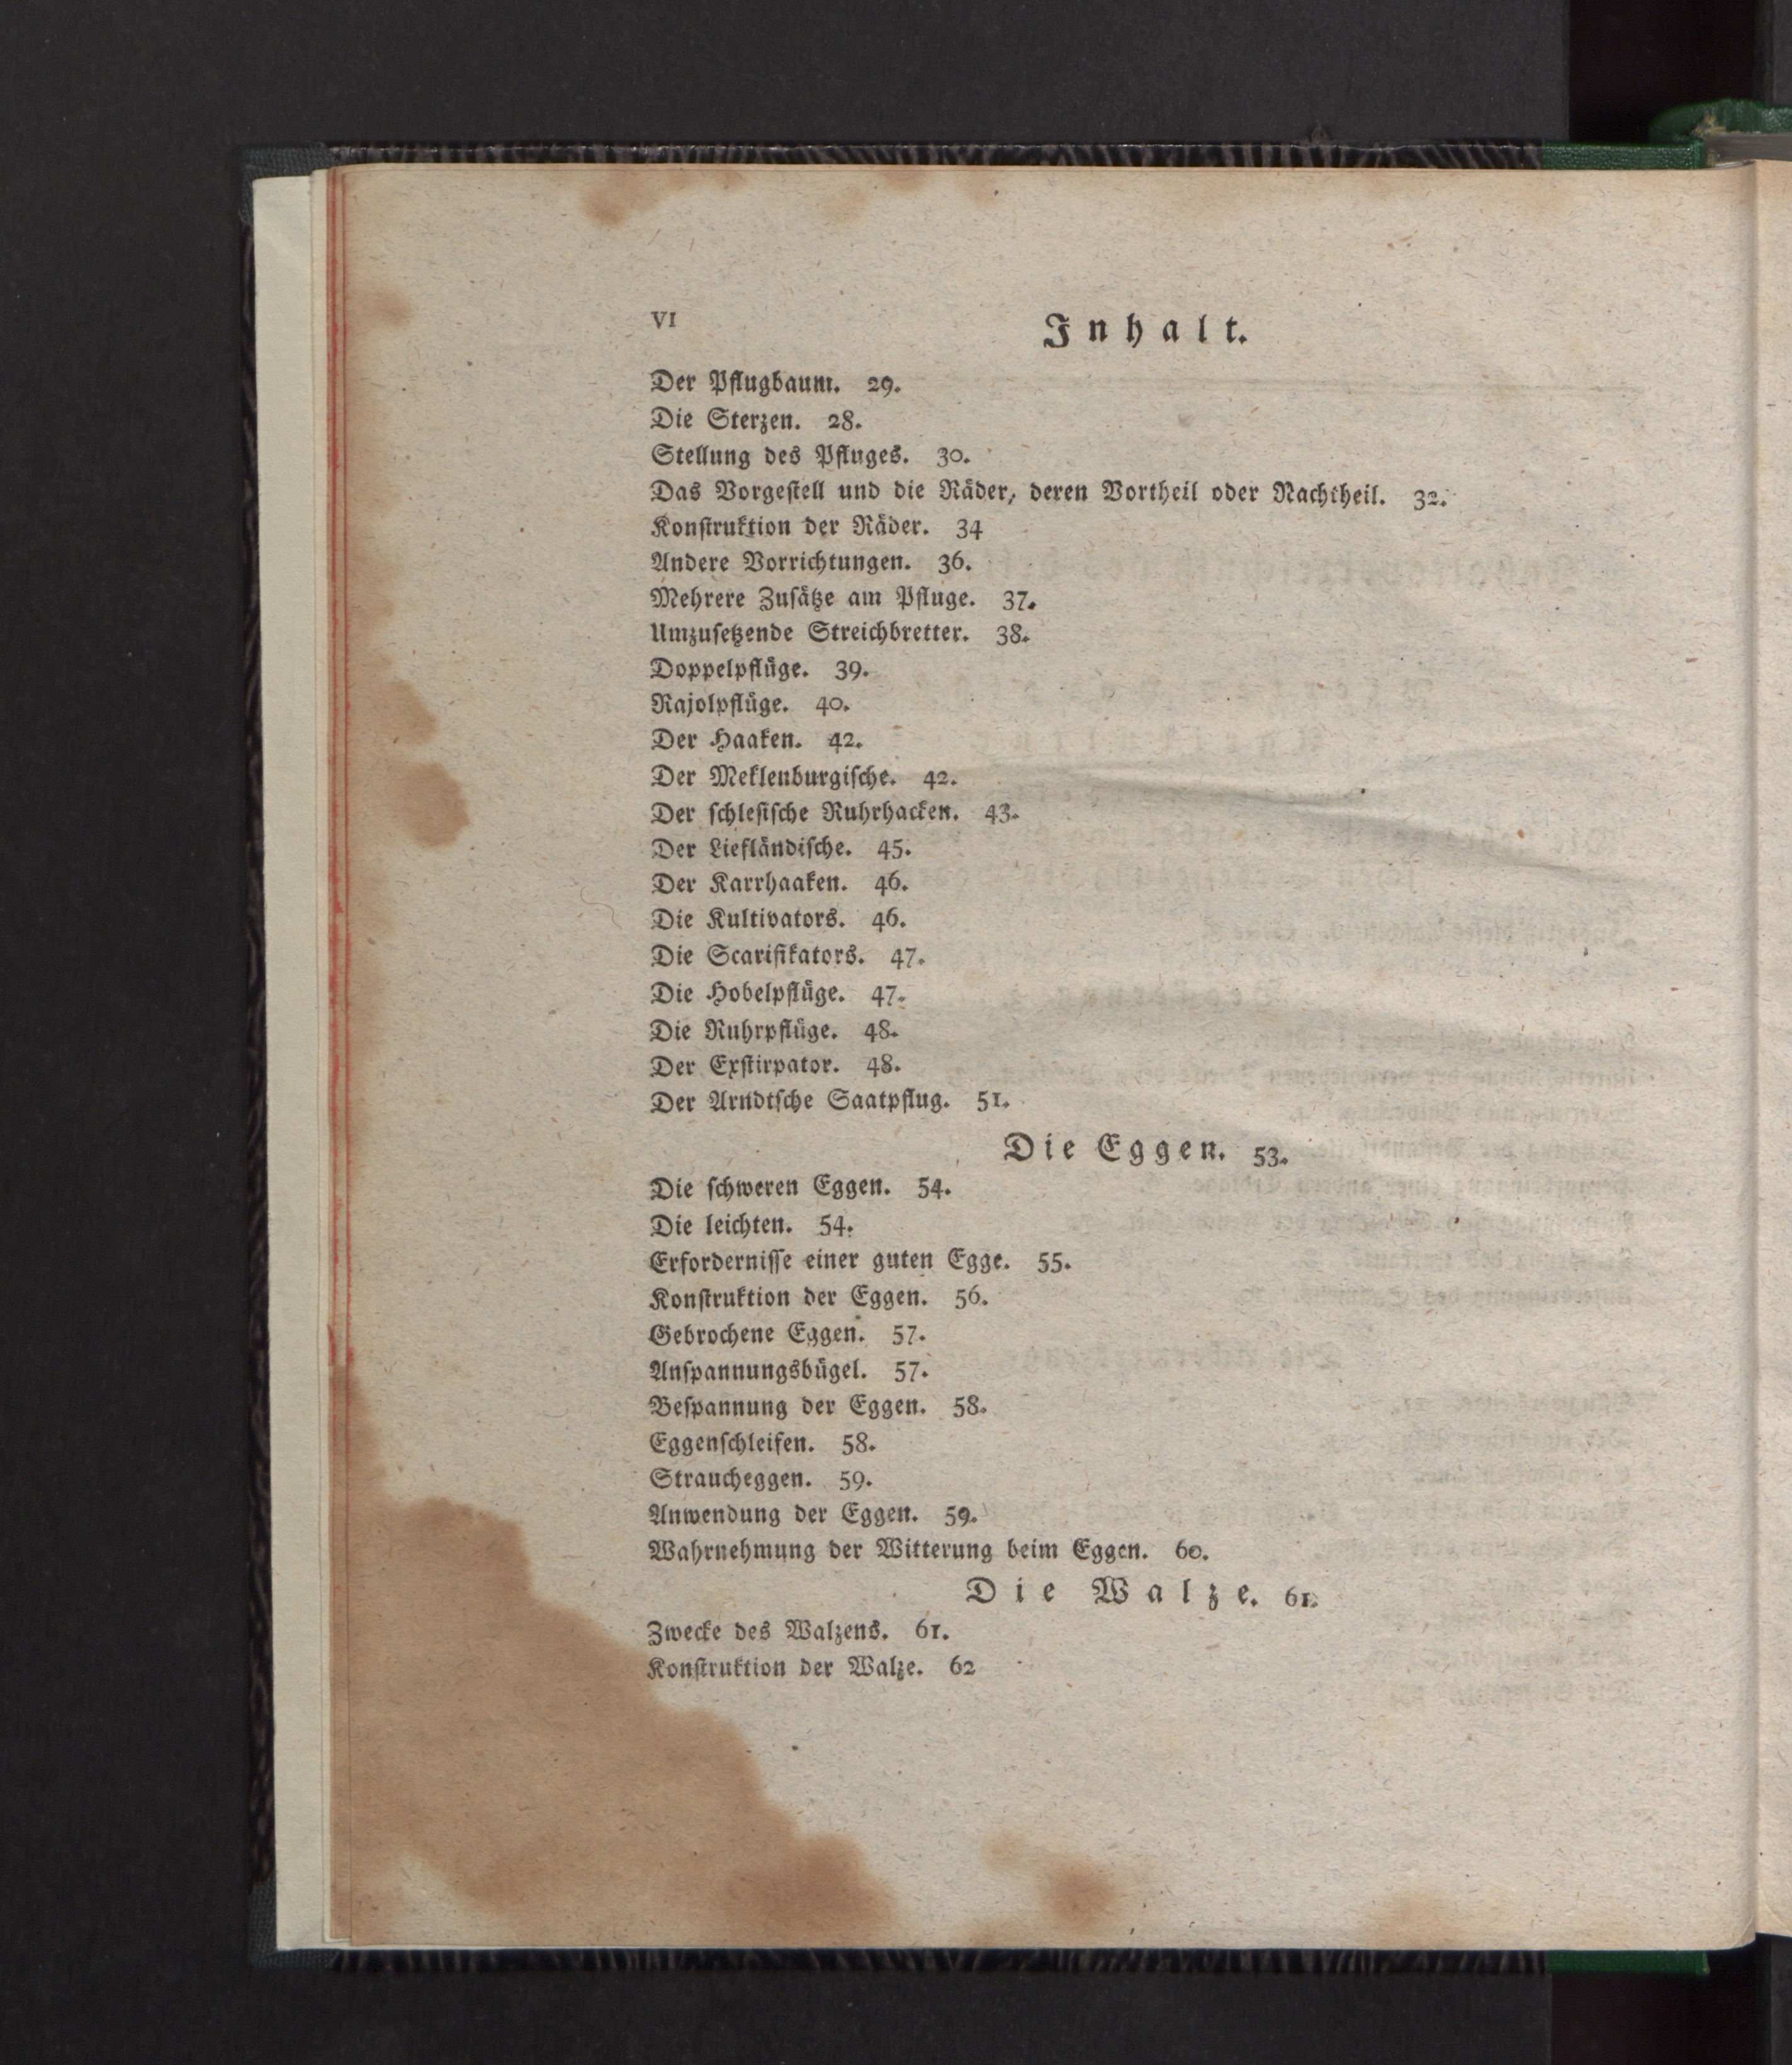 VI
Inhalt.
Der Pflugbaum. 29.
Die Sterzen. 28.
Stellung des Pfluges. 30.
Das Vorgestell und die Räder, deren Vortheil oder Nachtheil. 32.
Konstruktion der Räder. 34
Andere Vorrichtungen. 36.
Mehrere Zusätze am Pfluge. 37.
Umzusetzende Streichbretter. 38.
Doppelpflüge. 39.
Rajolpflüge. 40.
Der Haaken. 42.
Der Meklenburgische. 42.
Der schlesische Ruhrhacken. 43.
Der Liefländische. 45.
Der Karrhaaken. 46.
Die Kultivators. 46.
Die Scarifikators. 47.
Die Hobelpflüge. 47.
Die Ruhrpflüge. 48.
Der Exstirpator. 48.
Der Arndtsche Saatpflug. 51.
Die Eggen. 53.
Die schweren Eggen. 54.
Die leichten. 54.
Erfordernisse einer guten Egge. 55.
Konstruktion der Eggen. 56.
Gebrochene Eggen. 57.
Anspannungsbügel. 57.
Bespannung der Eggen. 58.
Eggenschleifen. 58.
Straucheggen. 59.
Anwendung der Eggen. 59.
Wahrnehmung der Witterung beim Eggen. 60.
Die Walze. 61.
Zwecke des Walzens. 61.
Konstruktion der Walze. 62